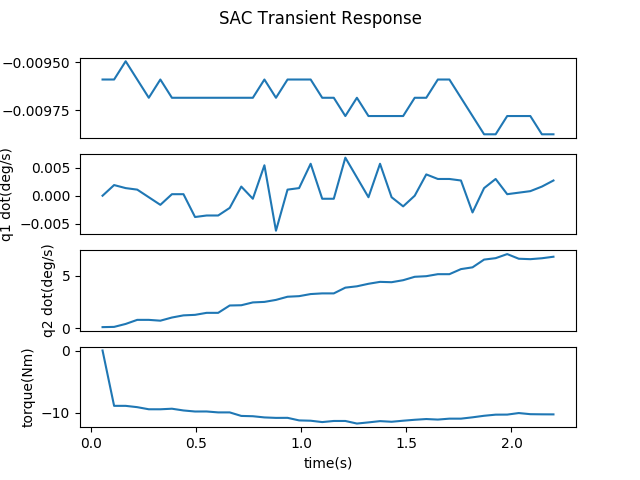 SAC Transient Response
−0.00950
−0.00975
0.005
0.000
−0.005
q1 dot(deg/s)
5
0
q2 dot(deg/s)
0
−10
torque(Nm)
0.0 0.5 1.0 1.5 2.0
time(s)